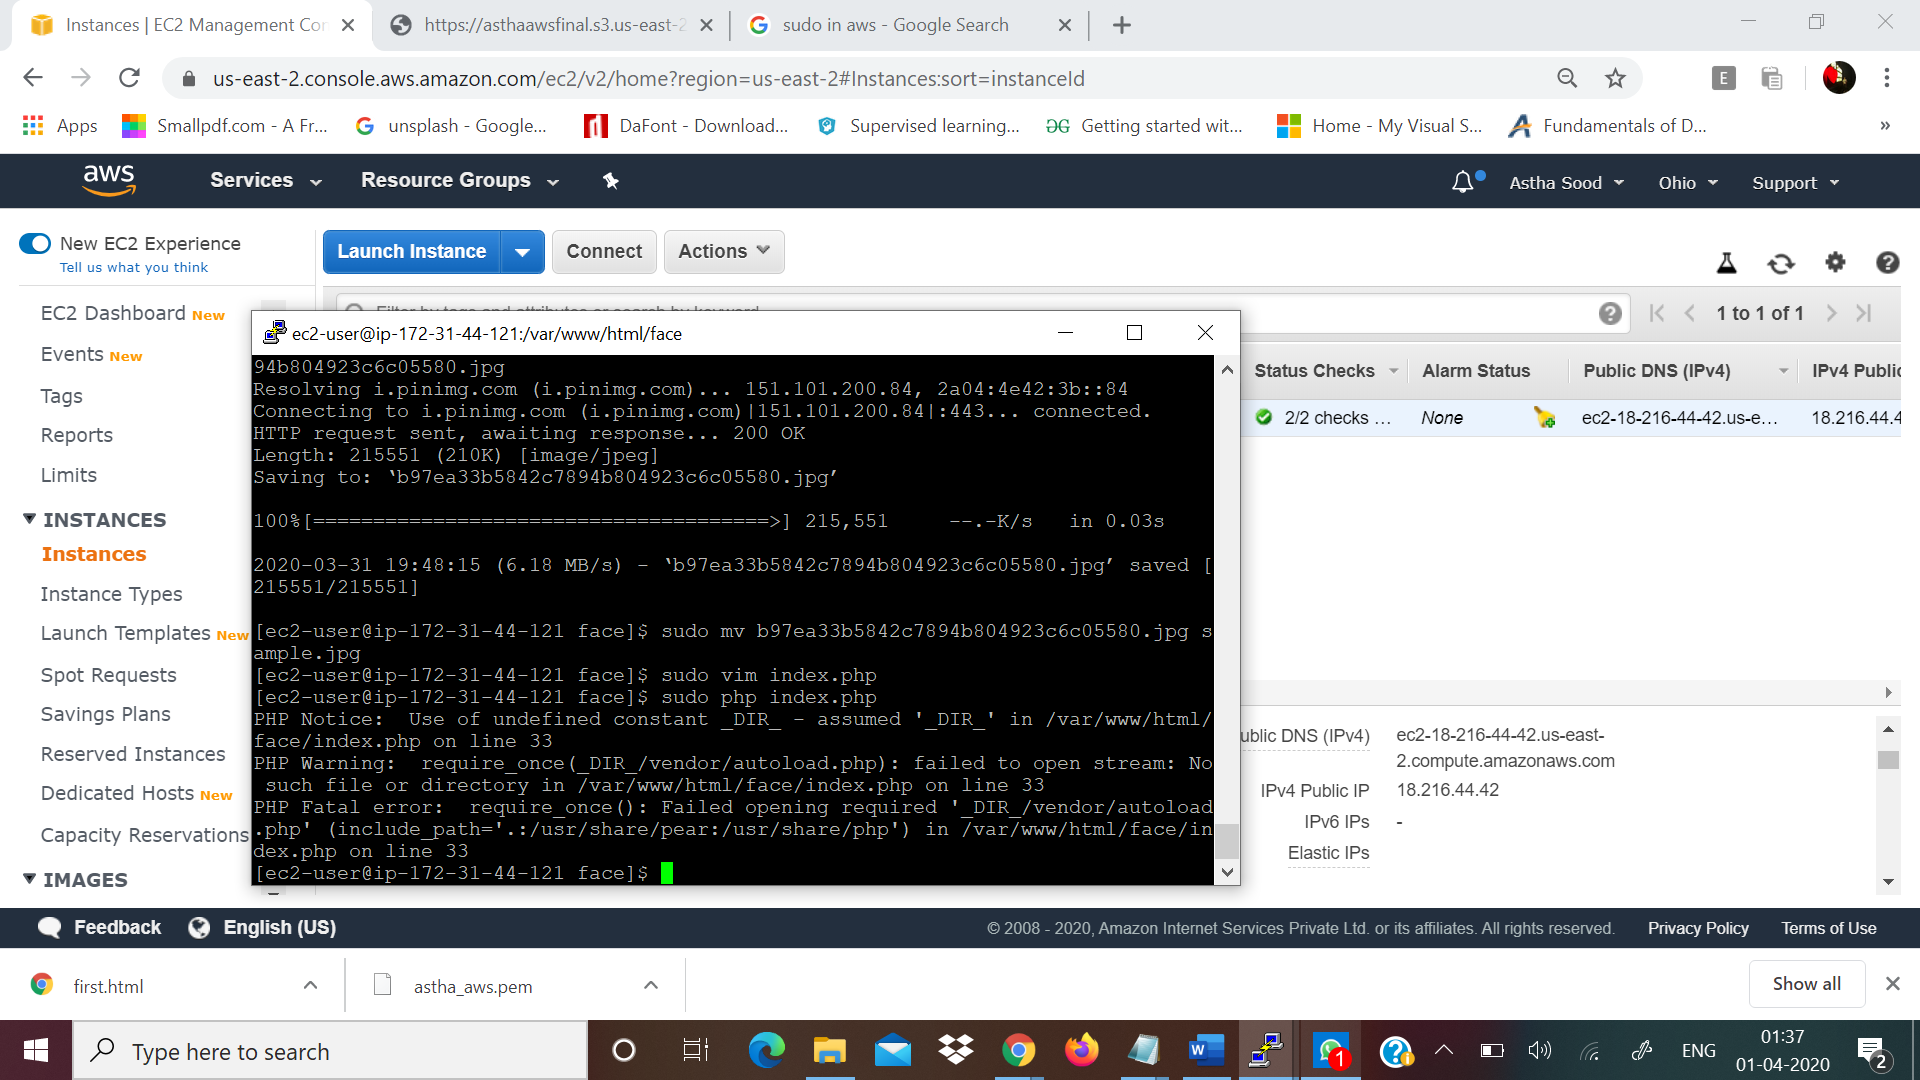 Instances | EC2 Management Con
https://asthaawsfinal.s3.us-east-2
sudo in aws - Google Search
us-east-2.console.aws.amazon.com/ec2/v2/home?region=us-east-2#Instances:sort=instanceId
E
Apps
Smallpdf.com - A Fr...
unsplash - Google...
DaFont - Download...
Supervised learning...
Getting started wit...
Home - My Visual S...
Fundamentals of D...
»
aws
Services
Resource Groups
Astha Sood
Ohio
Support
New EC2 Experience
Tell us what you think
Launch Instance
Connect
Actions
EC2 Dashboard New
Events New
Tags
Reports
Limits
INSTANCES
Instances
Instance Types
Launch Templates New
Spot Requests
Savings Plans
Reserved Instances
Dedicated Hosts New
Capacity Reservations
IMAGES
Filter by tags and attributes or search by keyword
1 to 1 of 1
Status Checks
Alarm Status
Public DNS (IPv4)
IPv4 Public
2/2 checks ...
None
ec2-18-216-44-42.us-e...
18.216.44.4
ec2-user@ip-172-31-44-121:/var/www/html/face
94b804923c6c05580.jpg
Resolving i.pinimg.com (i.pinimg.com)... 151.101.200.84, 2a04:4e42:3b::84
Connecting to i.pinimg.com (i.pinimg.com)|151.101.200.84|:443... connected.
HTTP request sent, awaiting response... 200 OK
Length: 215551 (210K) [image/jpeg]
Saving to: ‘b97ea33b5842c7894b804923c6c05580.jpg’
100%[======================================>] 215,551     --.-K/s   in 0.03s
2020-03-31 19:48:15 (6.18 MB/s) - ‘b97ea33b5842c7894b804923c6c05580.jpg’ saved [
215551/215551]
[ec2-user@ip-172-31-44-121 face]$ sudo mv b97ea33b5842c7894b804923c6c05580.jpg s
ample.jpg
[ec2-user@ip-172-31-44-121 face]$ sudo vim index.php
[ec2-user@ip-172-31-44-121 face]$ sudo php index.php
PHP Notice:  Use of undefined constant _DIR_ - assumed '_DIR_' in /var/www/html/
face/index.php on line 33
PHP Warning:  require_once(_DIR_/vendor/autoload.php): failed to open stream: No
 such file or directory in /var/www/html/face/index.php on line 33
PHP Fatal error:  require_once(): Failed opening required '_DIR_/vendor/autoload
.php' (include_path='.:/usr/share/pear:/usr/share/php') in /var/www/html/face/in
dex.php on line 33
[ec2-user@ip-172-31-44-121 face]$
ublic DNS (IPv4)
ec2-18-216-44-42.us-east-
2.compute.amazonaws.com
IPv4 Public IP
18.216.44.42
IPv6 IPs
-
Elastic IPs
Feedback
English (US)
© 2008 - 2020, Amazon Internet Services Private Ltd. or its affiliates. All rights reserved.
Privacy Policy
Terms of Use
first.html
astha_aws.pem
Show all
Type here to search
1
ENG
01:37
01-04-2020
2